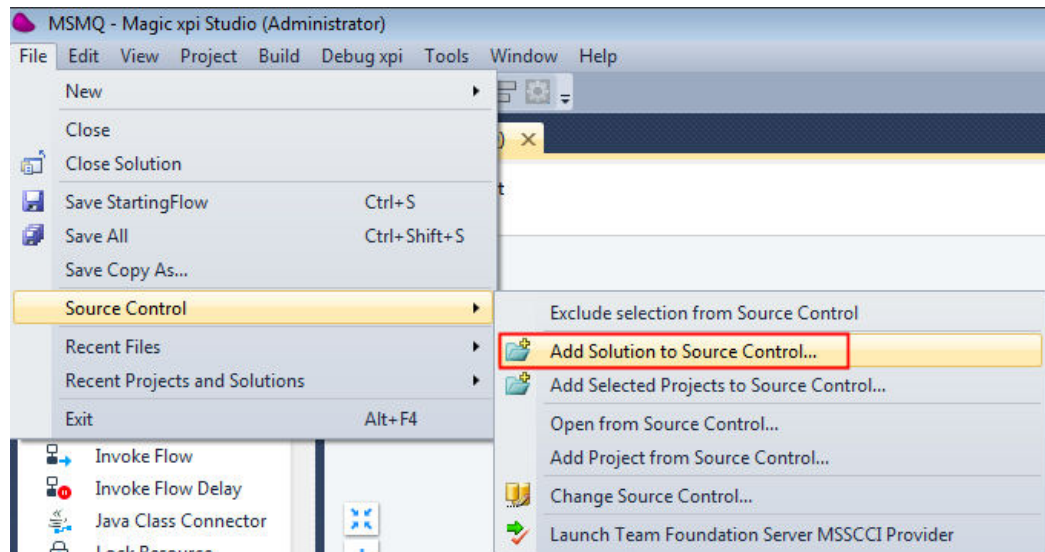 MSMQ - Magic xpi Studio (Administrator)
File Edit View Project Build Debug xpi Tools Window Help
New
Close
Close Solution
Save StartingFlow Ctrl+S
Save All Ctrl+Shift+S
Save Copy As...
Source Control
Recent Files
Recent Projects and Solutions
Exit Alt+F4
Exclude selection from Source Control
Add Solution to Source Control...
Add Selected Projects to Source Control...
Open from Source Control...
Add Project from Source Control...
Change Source Control...
Launch Team Foundation Server MSSCCI Provider
Invoke Flow
Invoke Flow Delay
Java Class Connector